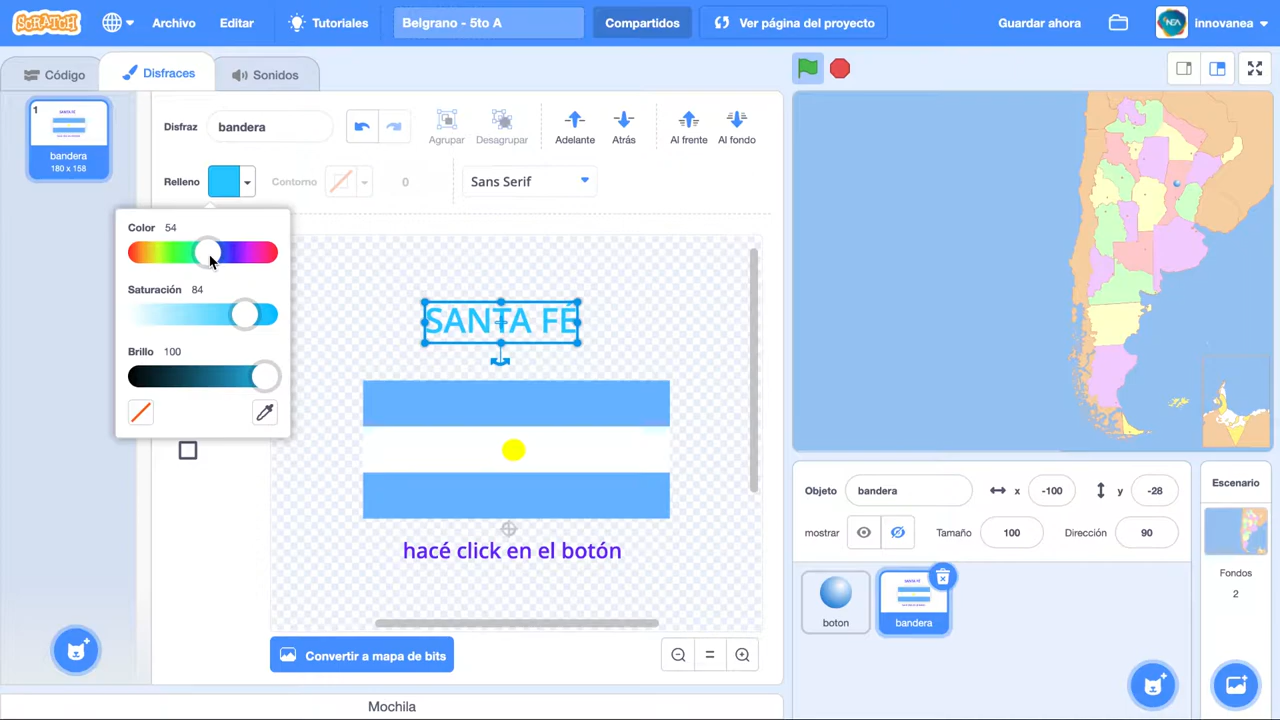 SCRATCH
Archivo
Editar
Tutoriales
Belgrano - 5to A
Compartidos
Ver página del proyecto
Guardar ahora
innovanea
Código
Disfraces
Sonidos
1
bandera
180 x 158
Disfraz
bandera
Agrupar
Desagrupar
Adelante
Atrás
Al frente
Al fondo
Relleno
Contorno
0
Sans Serif
Color 54
Saturación 84
Brillo 100
SANTA FÉ
hacé click en el botón
Convertir a mapa de bits
Mochila
Objeto
bandera
x
-100
y
-28
mostrar
Tamaño
100
Dirección
90
boton
bandera
Escenario
Fondos
2